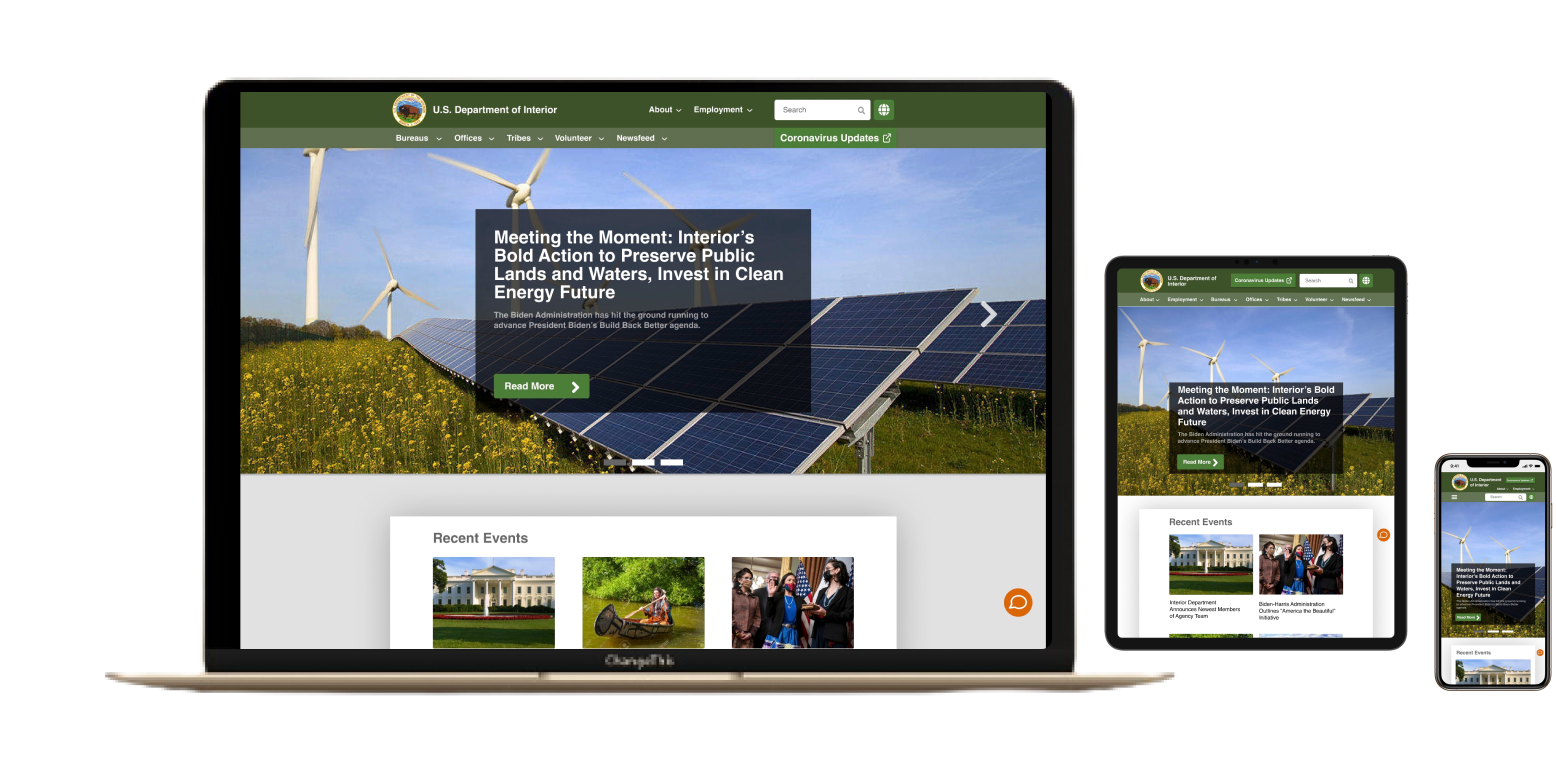 U.S. Department of Interior
About
Employment
Search
Bureaus
Offices
Tribes
Volunteer
Newsfeed
Coronavirus Updates
Meeting the Moment: Interior's
Bold Action to Preserve Public
Lands and Waters, Invest in Clean
Energy Future
The Biden Administration has hit the ground running to
advance President Biden's Build Back Better agenda.
Read More
Recent Events
ChangeThis
U.S. Department of
Interior
Coronavirus Updates
Search
About
Employment
Bureaus
Offices
Tribes
Volunteer
Newsfeed
Meeting the Moment: Interior's Bold
Action to Preserve Public Lands
and Waters, Invest in Clean Energy
Future
The Biden Administration has hit the ground running to
advance President Biden's Build Back Better agenda.
Read More
Recent Events
Interior Department
Announces Newest Members
of Agency Team
Biden-Harris Administration
Outlines "America the Beautiful"
Initiative
U.S. Department
of Interior
Coronavirus Updates
About
Employment
Search
Meeting the Moment:
Interior's Bold Action to
Preserve Public Lands and
Waters, Invest in Clean
Energy Future
Read More
Recent Events